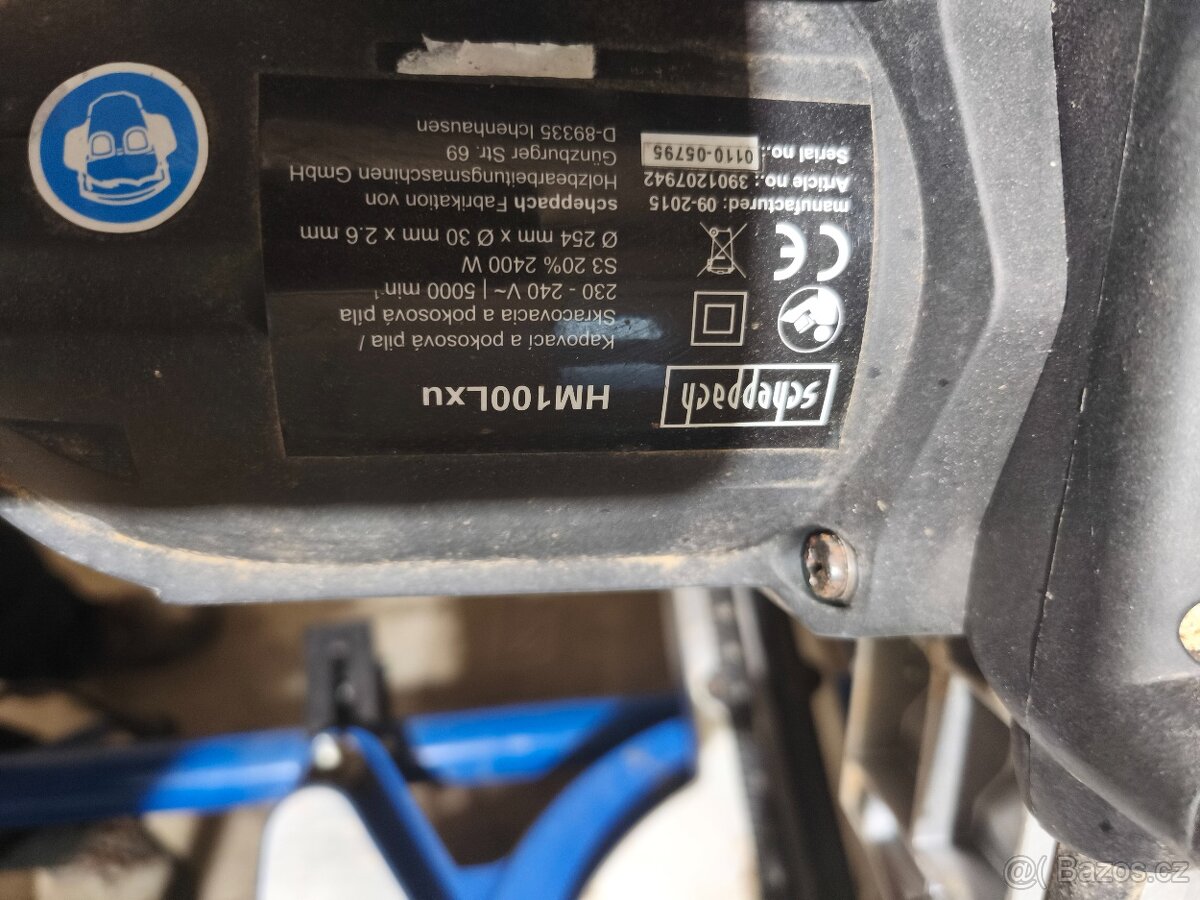 scheppach
HM100Lxu
Kapovací a pokosová pila /
Skracovacia a pokosová píla
230 - 240 V~ | 5000 min⁻¹
S3 20% 2400 W
Ø 254 mm x Ø 30 mm x 2.6 mm
CE
manufactured: 09-2015
Article no.: 3901207942
Serial no.: 0110-05795
scheppach Fabrikation von
Holzbearbeitungsmaschinen GmbH
Günzburger Str. 69
D-89335 Ichenhausen
Bazos.cz